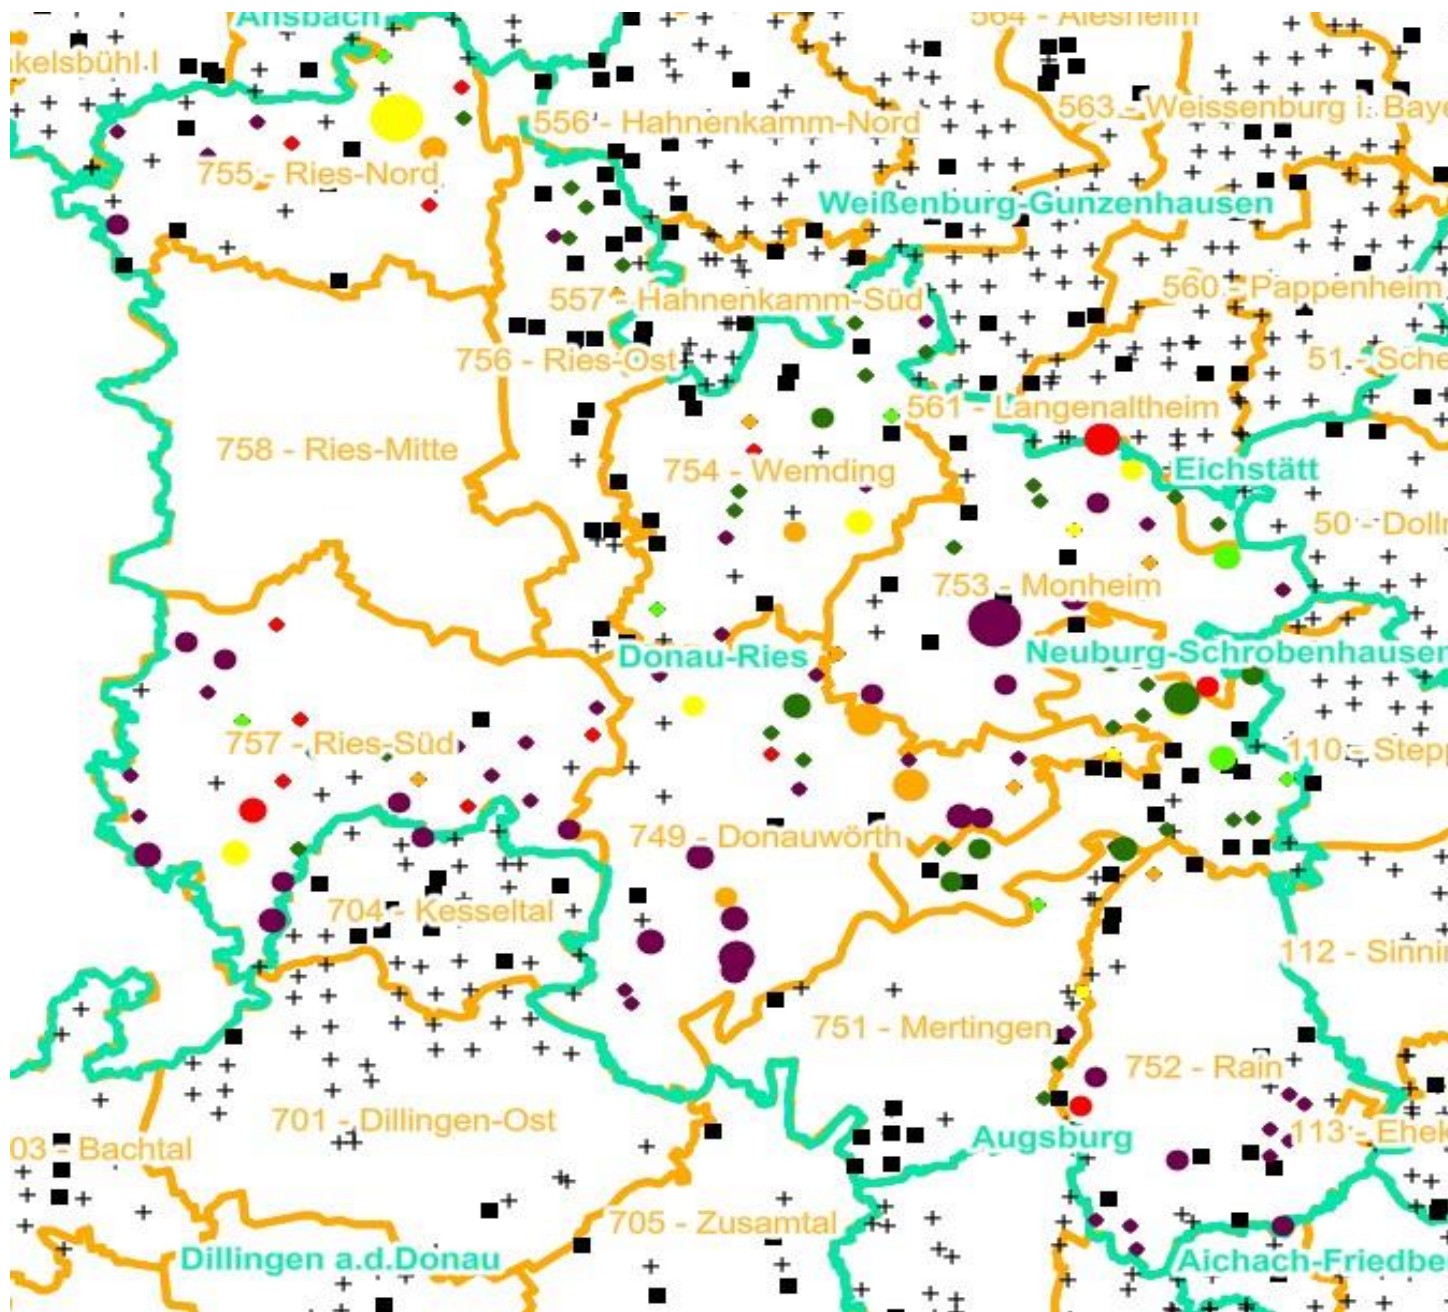 Ansbach
564 - Alesheim
nkelsbühl I
563 - Weissenburg i. Baye
556 - Hahnenkamm-Nord
755 - Ries-Nord
Weißenburg-Gunzenhausen
560 - Pappenheim
557 - Hahnenkamm-Süd
756 - Ries-Ost
51 - Sche
561 - Langenaltheim
758 - Ries-Mitte
754 - Wemding
Eichstätt
50 - Dolln
753 - Monheim
Donau-Ries
Neuburg-Schrobenhausen
757 - Ries-Süd
110 - Stepp
749 - Donauwörth
704 - Kesseltal
112 - Sinnin
751 - Mertingen
752 - Rain
701 - Dillingen-Ost
113 - Ehek
Augsburg
03 - Bachtal
705 - Zusamtal
Dillingen a.d.Donau
Aichach-Friedbe